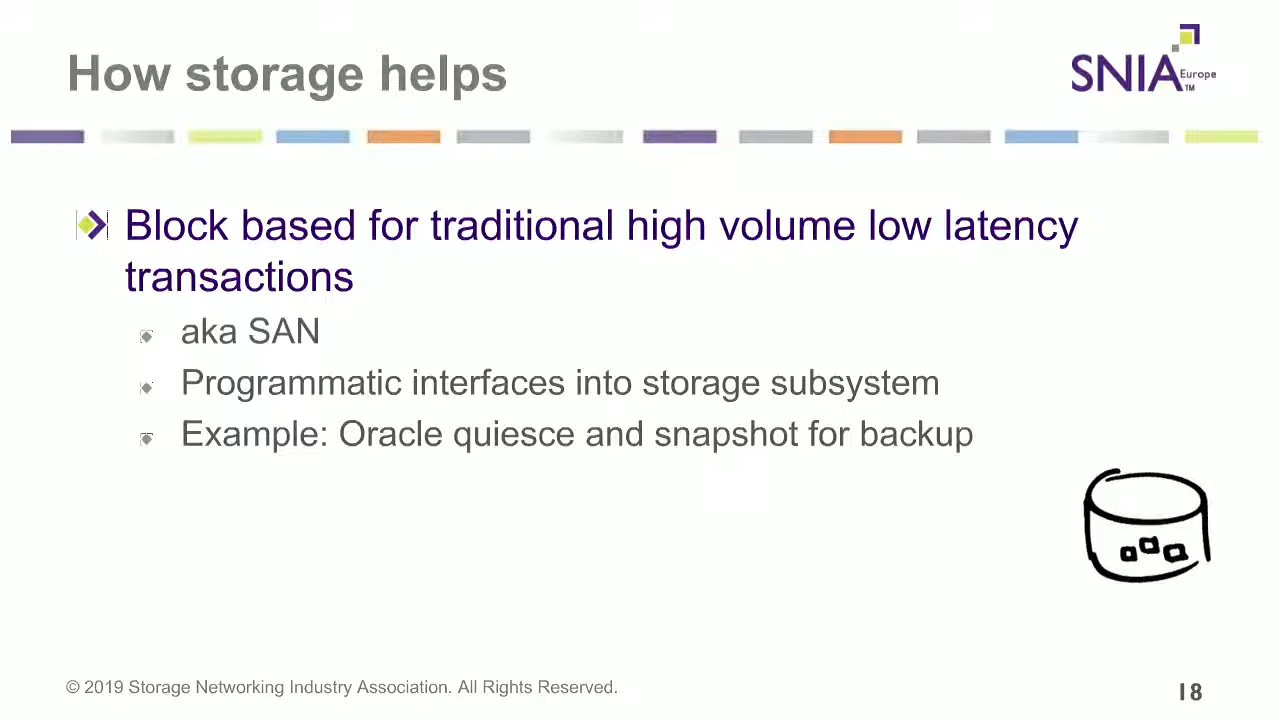 How storage helps
SNIA Europe ™
Block based for traditional high volume low latency
transactions
aka SAN
Programmatic interfaces into storage subsystem
Example: Oracle quiesce and snapshot for backup
© 2019 Storage Networking Industry Association. All Rights Reserved.
18